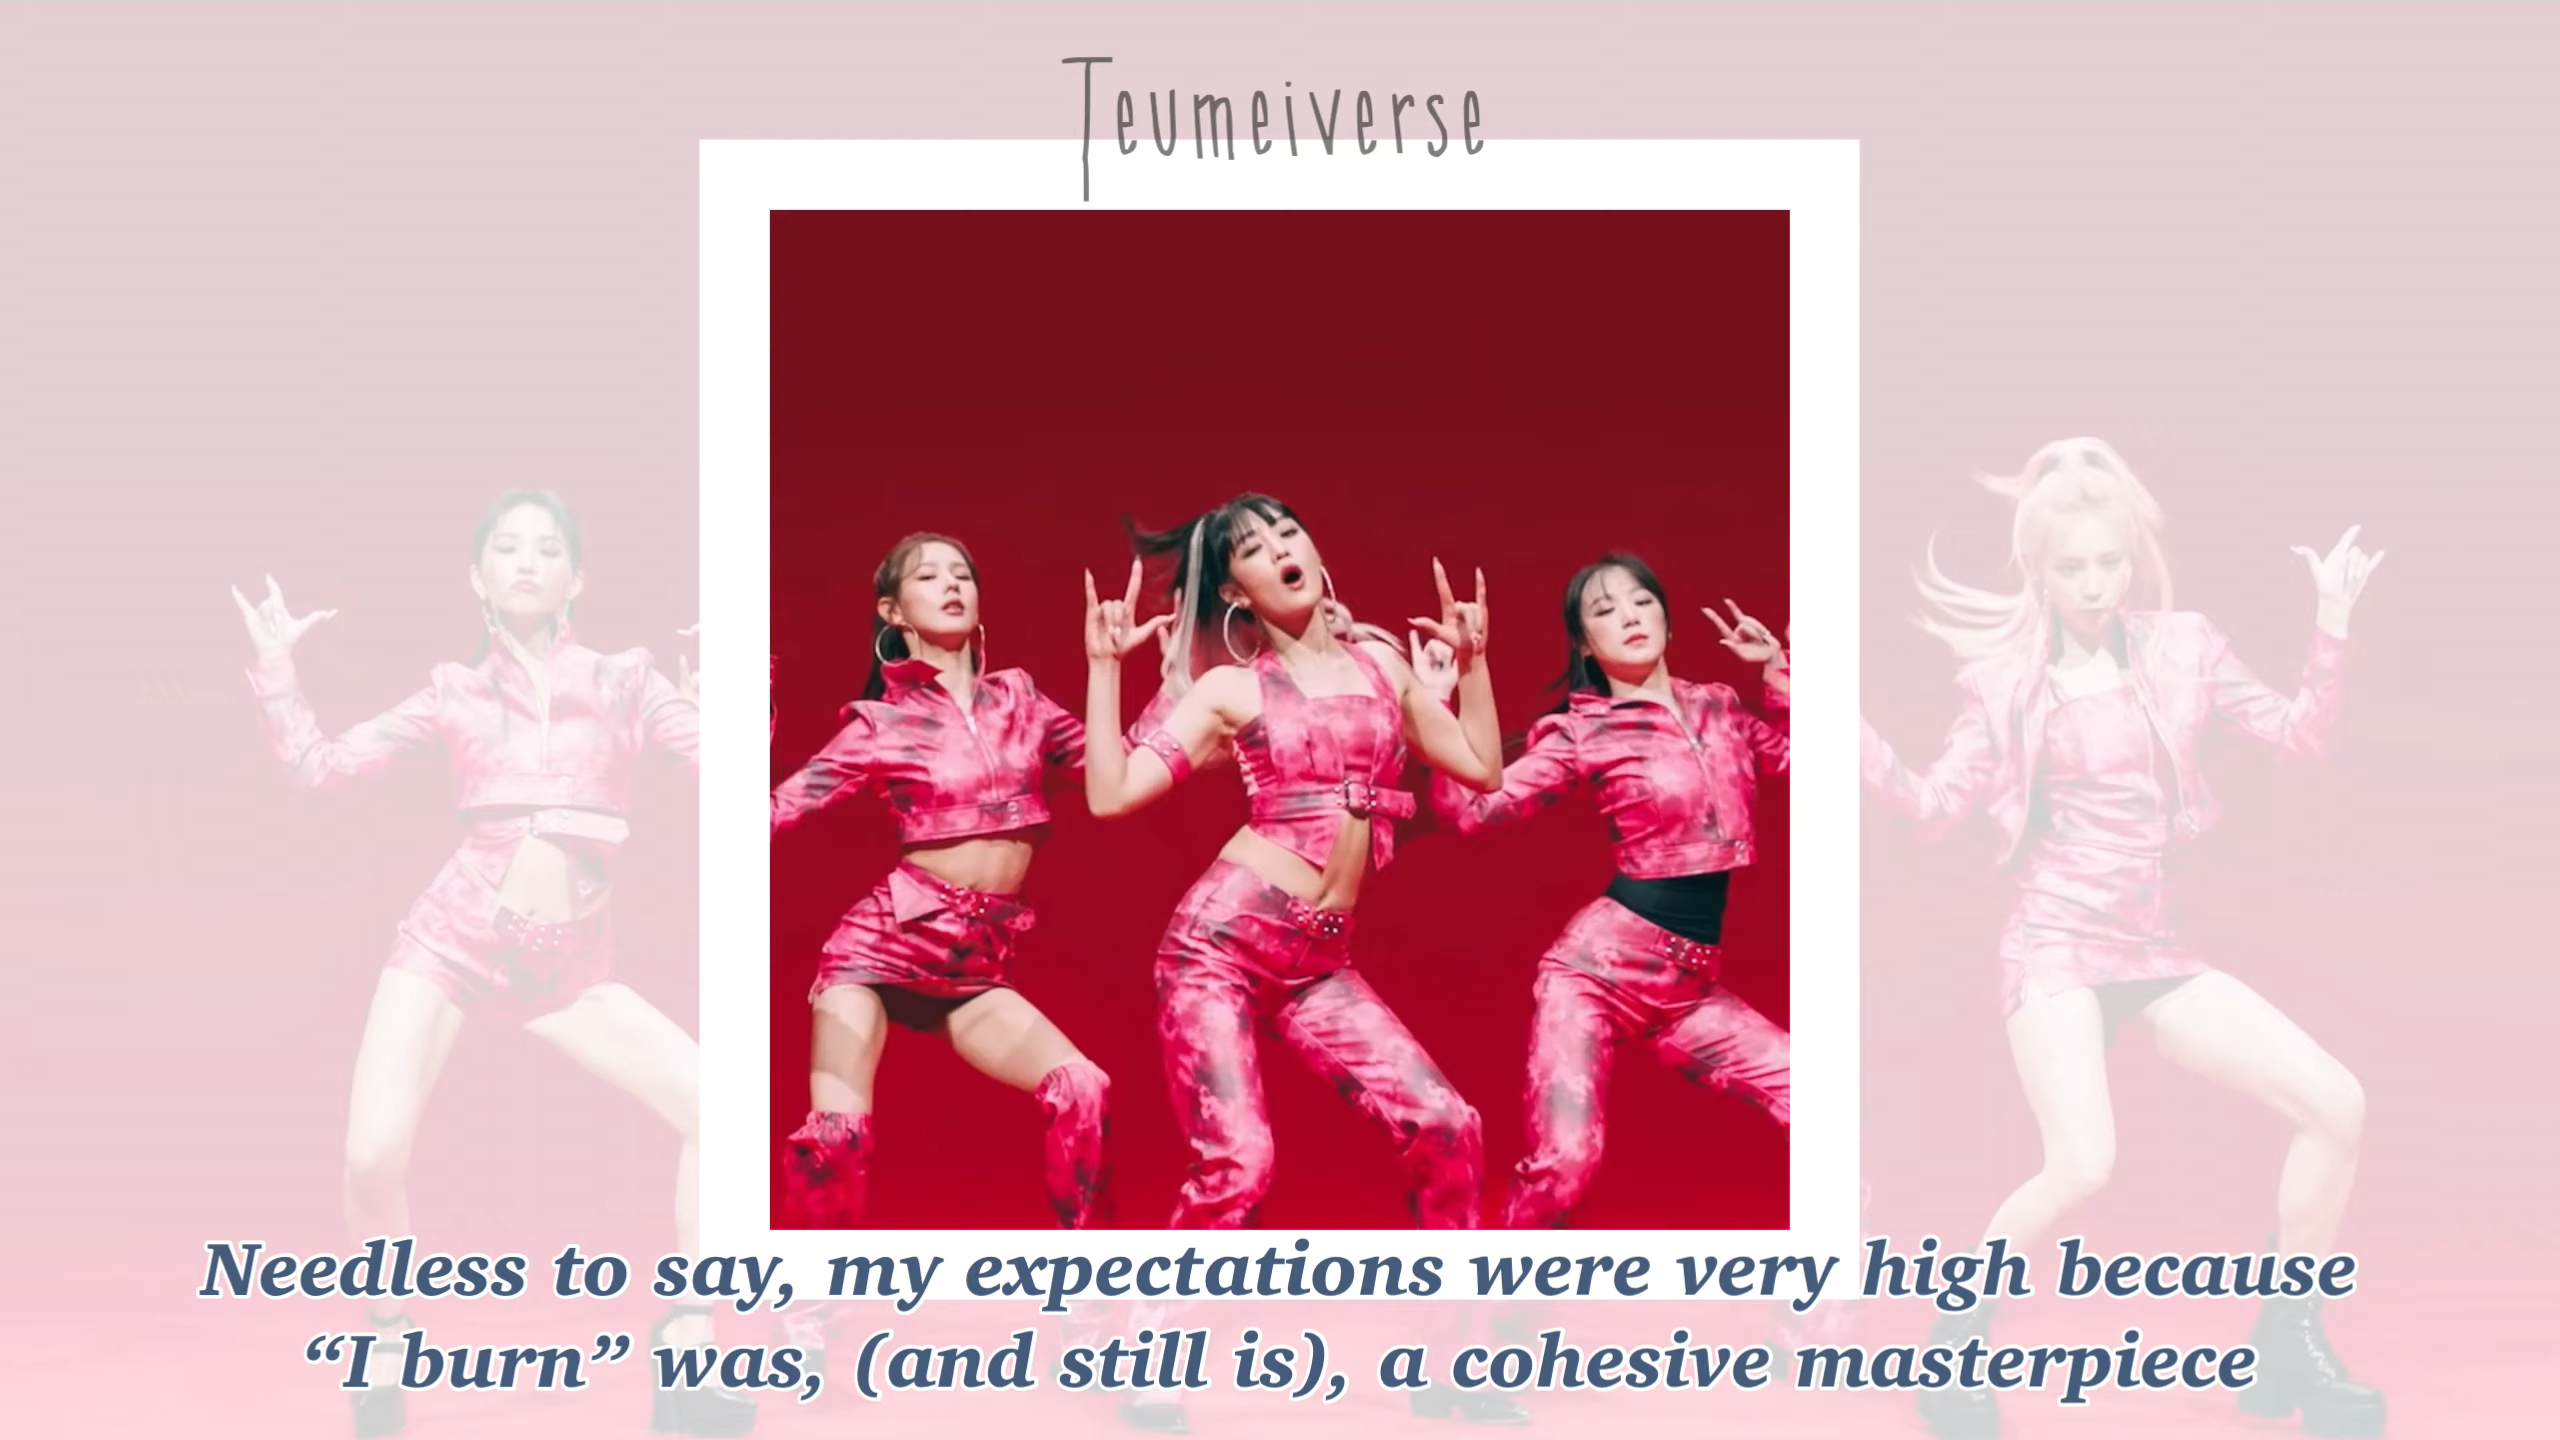 Teumeiverse
Needless to say, my expectations were very high because
“I burn” was, (and still is), a cohesive masterpiece